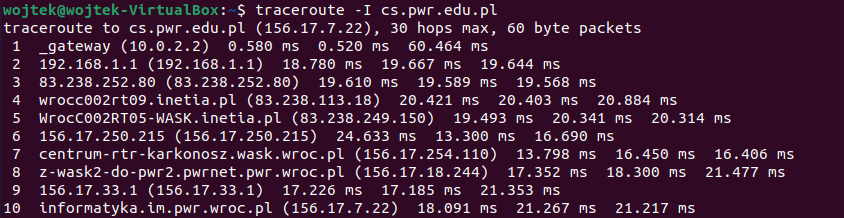 wojtek@wojtek-VirtualBox:~$ traceroute -I cs.pwr.edu.pl
traceroute to cs.pwr.edu.pl (156.17.7.22), 30 hops max, 60 byte packets
 1  _gateway (10.0.2.2)  0.580 ms  0.520 ms  60.464 ms
 2  192.168.1.1 (192.168.1.1)  18.780 ms  19.667 ms  19.644 ms
 3  83.238.252.80 (83.238.252.80)  19.610 ms  19.589 ms  19.568 ms
 4  wrocc002rt09.inetia.pl (83.238.113.18)  20.421 ms  20.403 ms  20.884 ms
 5  WrocC002RT05-WASK.inetia.pl (83.238.249.150)  19.493 ms  20.341 ms  20.314 ms
 6  156.17.250.215 (156.17.250.215)  24.633 ms  13.300 ms  16.690 ms
 7  centrum-rtr-karkonosz.wask.wroc.pl (156.17.254.110)  13.798 ms  16.450 ms  16.406 ms
 8  z-wask2-do-pwr2.pwrnet.pwr.wroc.pl (156.17.18.244)  17.352 ms  18.300 ms  21.477 ms
 9  156.17.33.1 (156.17.33.1)  17.226 ms  17.185 ms  21.353 ms
10  informatyka.im.pwr.wroc.pl (156.17.7.22)  18.091 ms  21.267 ms  21.217 ms